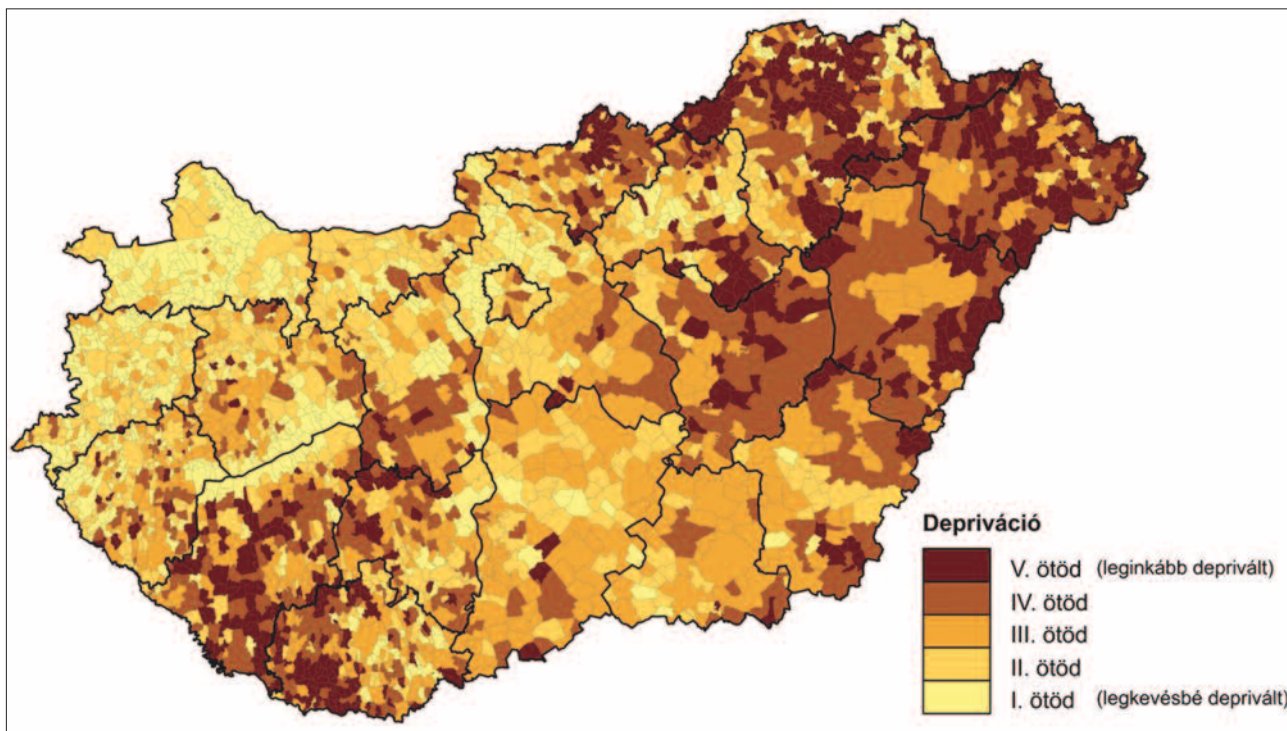 Depriváció
V. ötöd (leginkább deprivált)
IV. ötöd
III. ötöd
II. ötöd
I. ötöd (legkevésbé deprivált)